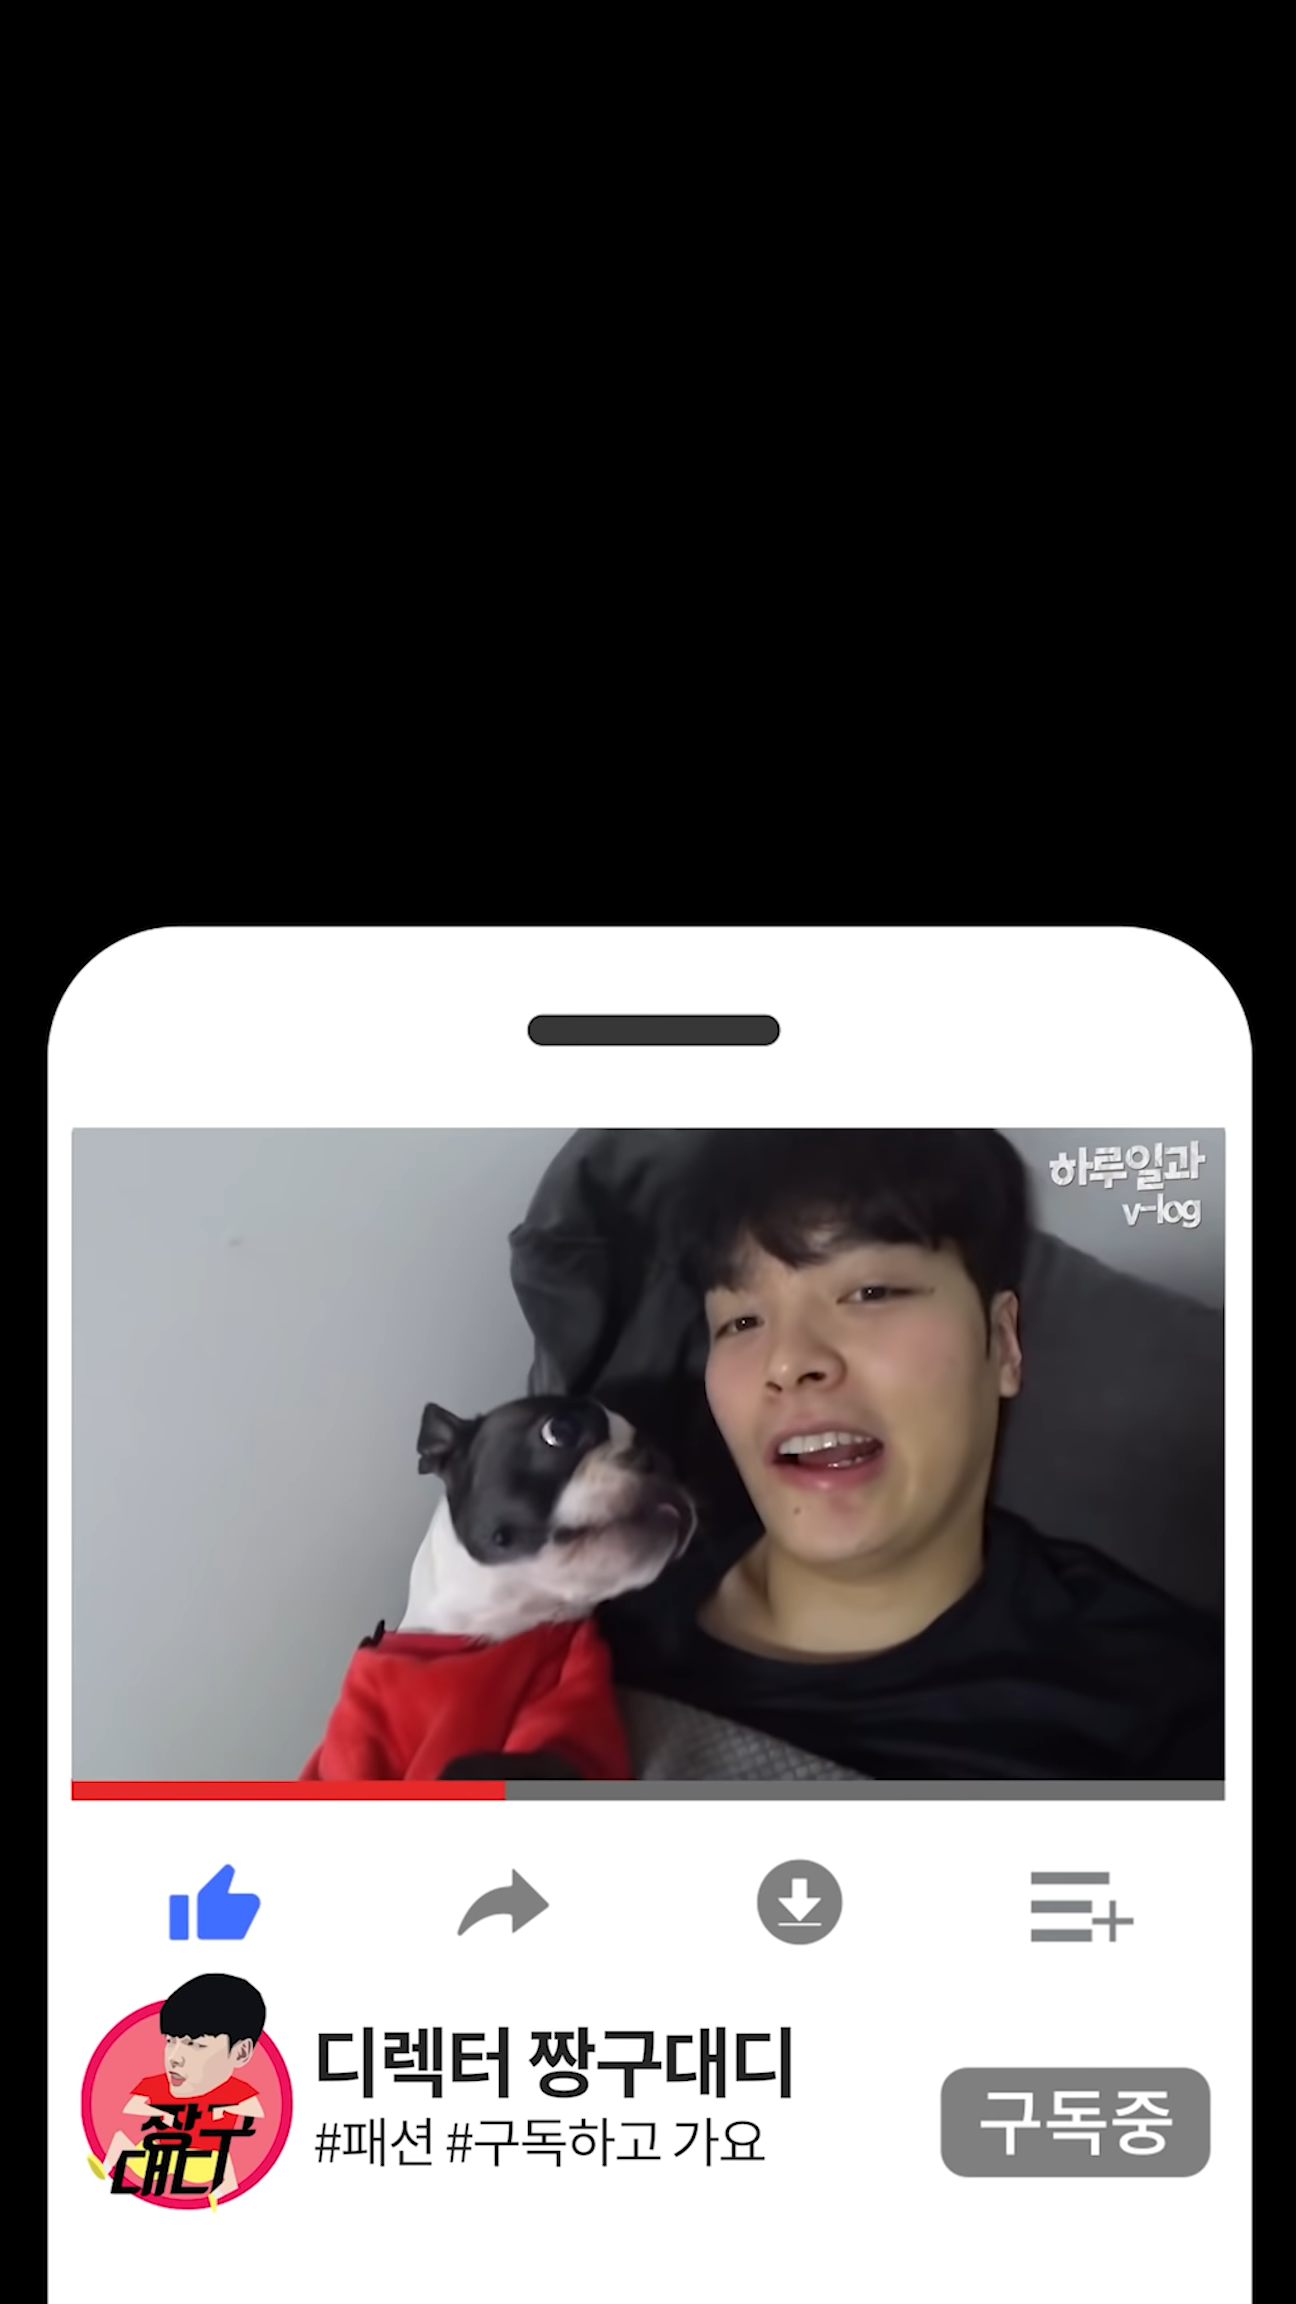 하루일과
v-log
짱구
대디
디렉터 짱구대디
#패션 #구독하고 가요
구독중